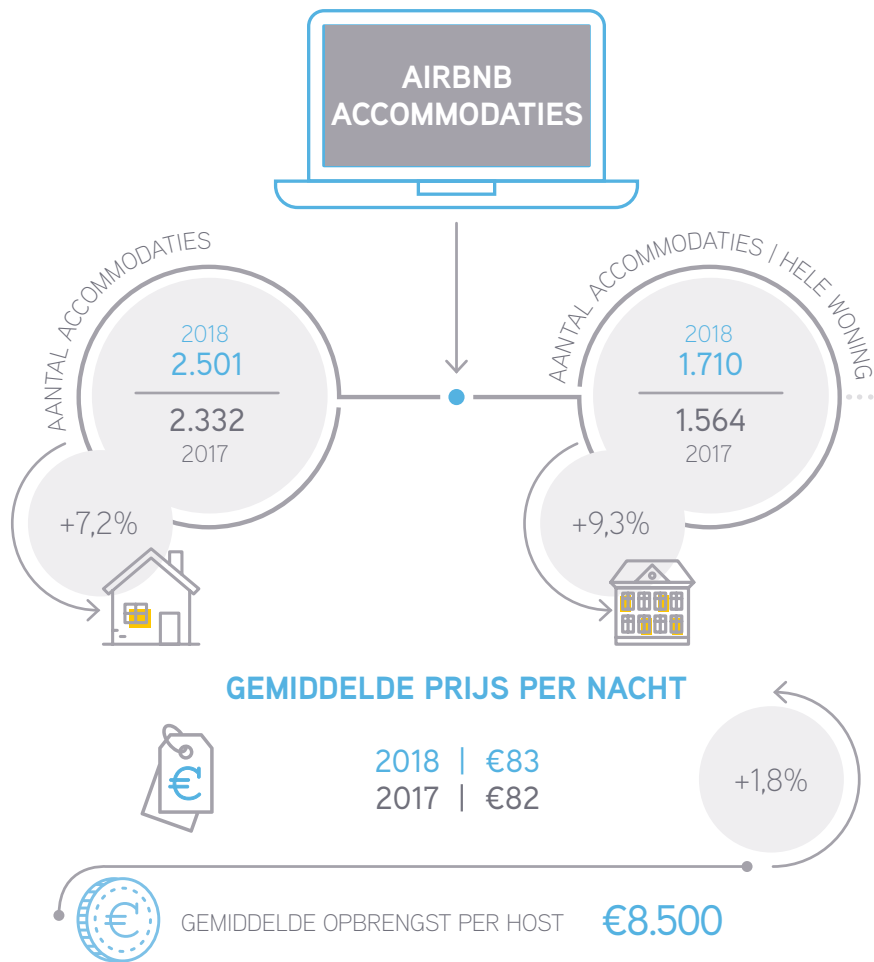 AIRBNB
ACCOMMODATIES
AANTAL ACCOMMODATIES
2018
2.501
2.332
2017
+7,2%
AANTAL ACCOMMODATIES | HELE WONING
2018
1.710
1.564
2017
+9,3%
GEMIDDELDE PRIJS PER NACHT
€
2018 | €83
2017 | €82
+1,8%
€
GEMIDDELDE OPBRENGST PER HOST €8.500